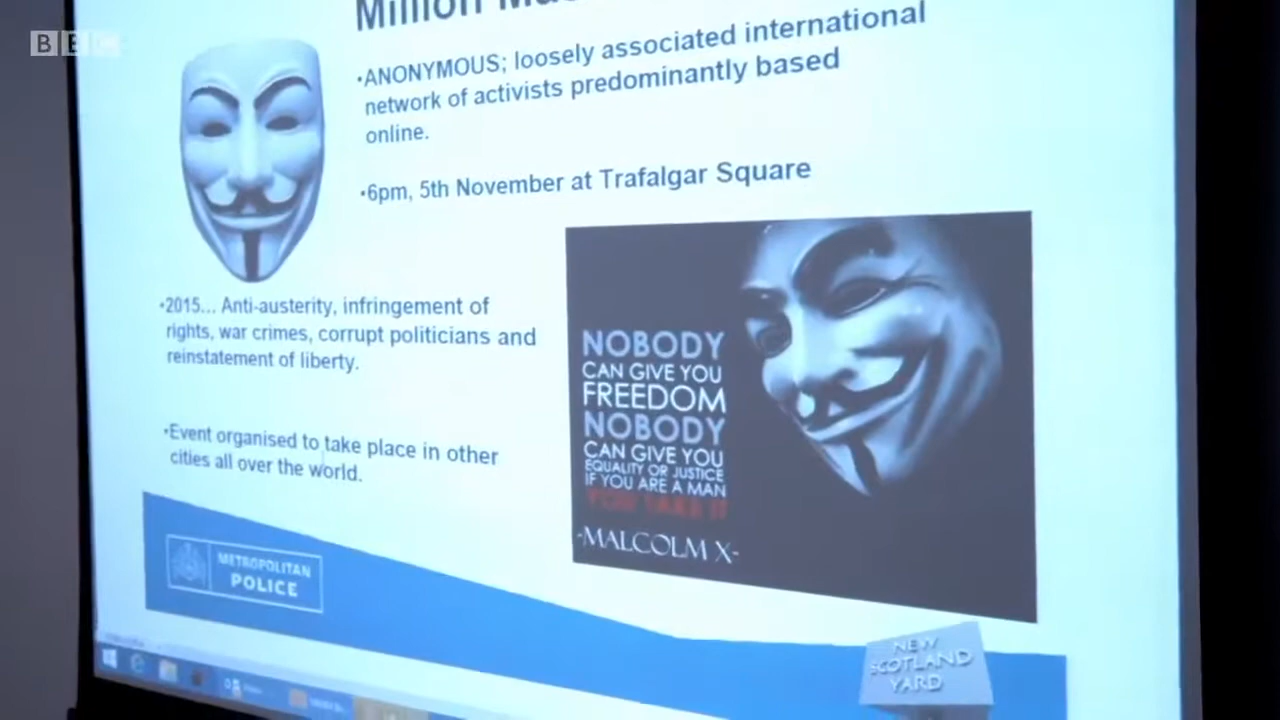 BBC
Million
•ANONYMOUS; loosely associated international
network of activists predominantly based
online.
•6pm, 5th November at Trafalgar Square
•2015... Anti-austerity, infringement of
rights, war crimes, corrupt politicians and
reinstatement of liberty.
•Event organised to take place in other
cities all over the world.
NOBODY
CAN GIVE YOU
FREEDOM
NOBODY
CAN GIVE YOU
EQUALITY OR JUSTICE
IF YOU ARE A MAN
YOU TAKE IT
-MALCOLM X-
METROPOLITAN
POLICE
NEW
SCOTLAND
YARD